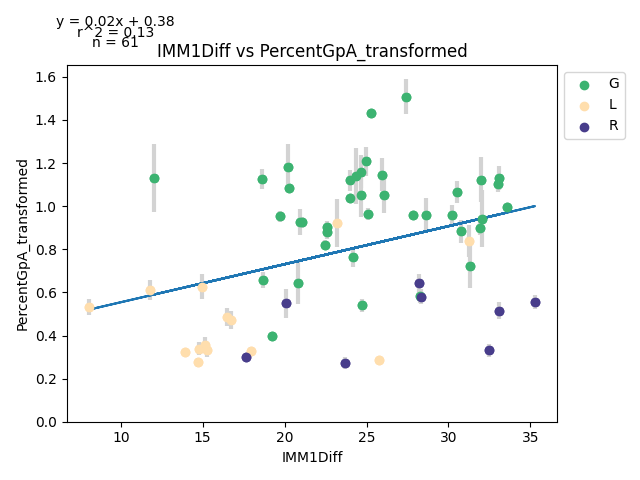 y = 0.02x + 0.38
r^2 = 0.13
n = 61
IMM1Diff vs PercentGpA_transformed
G
L
R
PercentGpA_transformed
1.6
1.4
1.2
1.0
0.8
0.6
0.4
0.2
0.0
10 15 20 25 30 35
IMM1Diff